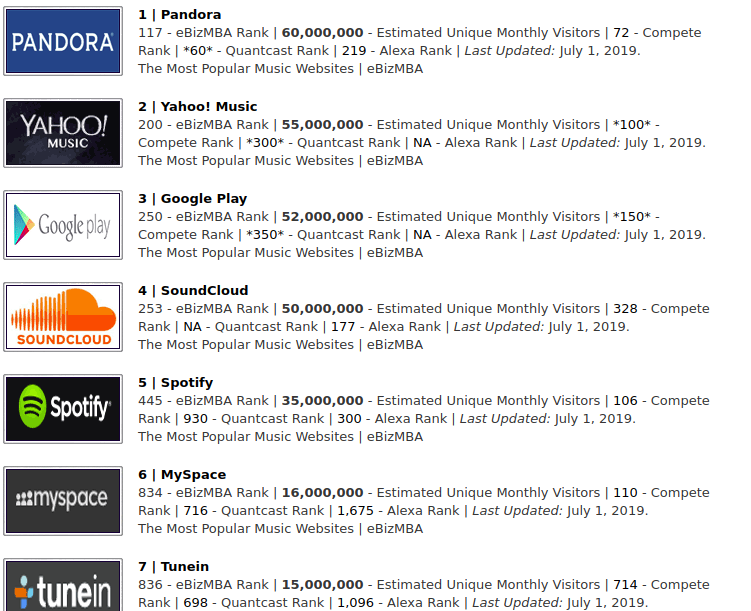 PANDORA
1 | Pandora
117 - eBizMBA Rank | 60,000,000 - Estimated Unique Monthly Visitors | 72 - Compete
Rank | *60* - Quantcast Rank | 219 - Alexa Rank | Last Updated: July 1, 2019.
The Most Popular Music Websites | eBizMBA
YAHOO!
MUSIC
2 | Yahoo! Music
200 - eBizMBA Rank | 55,000,000 - Estimated Unique Monthly Visitors | *100* -
Compete Rank | *300* - Quantcast Rank | NA - Alexa Rank | Last Updated: July 1, 2019.
The Most Popular Music Websites | eBizMBA
Google play
3 | Google Play
250 - eBizMBA Rank | 52,000,000 - Estimated Unique Monthly Visitors | *150* -
Compete Rank | *350* - Quantcast Rank | NA - Alexa Rank | Last Updated: July 1, 2019.
The Most Popular Music Websites | eBizMBA
SOUNDCLOUD
4 | SoundCloud
253 - eBizMBA Rank | 50,000,000 - Estimated Unique Monthly Visitors | 328 - Compete
Rank | NA - Quantcast Rank | 177 - Alexa Rank | Last Updated: July 1, 2019.
The Most Popular Music Websites | eBizMBA
Spotify
5 | Spotify
445 - eBizMBA Rank | 35,000,000 - Estimated Unique Monthly Visitors | 106 - Compete
Rank | 930 - Quantcast Rank | 300 - Alexa Rank | Last Updated: July 1, 2019.
The Most Popular Music Websites | eBizMBA
myspace
6 | MySpace
834 - eBizMBA Rank | 16,000,000 - Estimated Unique Monthly Visitors | 110 - Compete
Rank | 716 - Quantcast Rank | 1,675 - Alexa Rank | Last Updated: July 1, 2019.
The Most Popular Music Websites | eBizMBA
tunein
7 | Tunein
836 - eBizMBA Rank | 15,000,000 - Estimated Unique Monthly Visitors | 714 - Compete
Rank | 698 - Quantcast Rank | 1,096 - Alexa Rank | Last Updated: July 1, 2019.